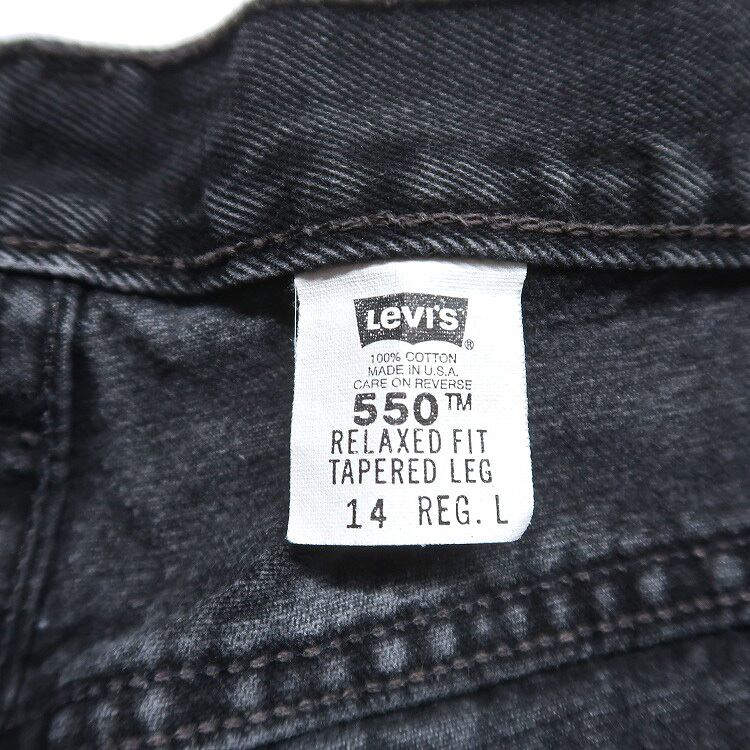 Levi's®
100% COTTON
MADE IN U.S.A.
CARE ON REVERSE
550™
RELAXED FIT
TAPERED LEG
14 REG. L